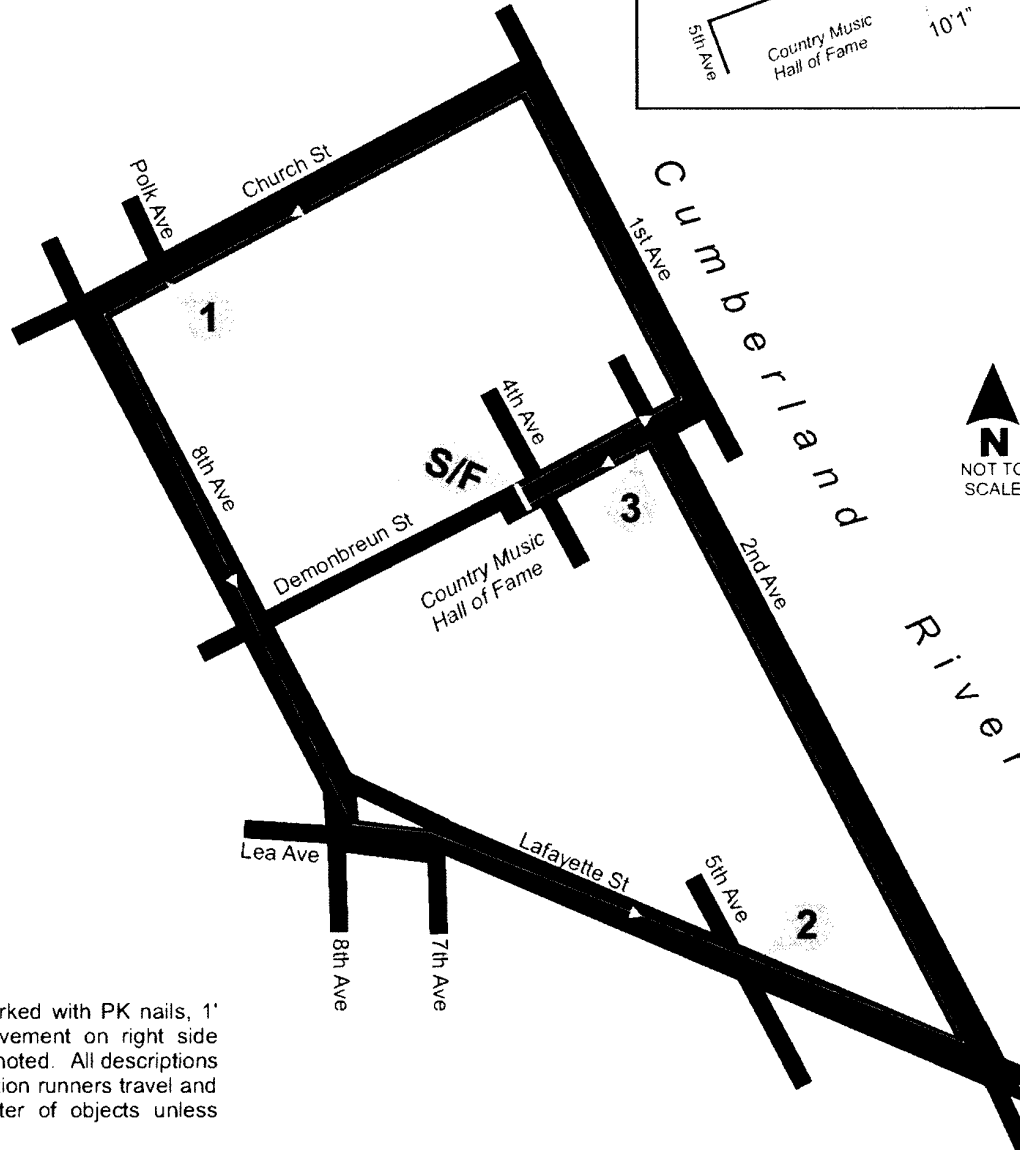 5th Ave
Country Music
Hall of Fame
10'1"
Church St
Polk Ave
1
Cumberland
River
1st Ave
4th Ave
S/F
3
8th Ave
Demonbreun St
Country Music
Hall of Fame
2nd Ave
N
NOT TO
SCALE
Lea Ave
Lafayette St
5th Ave
2
8th Ave
7th Ave
rked with PK nails, 1'
vement on right side
noted. All descriptions
tion runners travel and
ter of objects unless